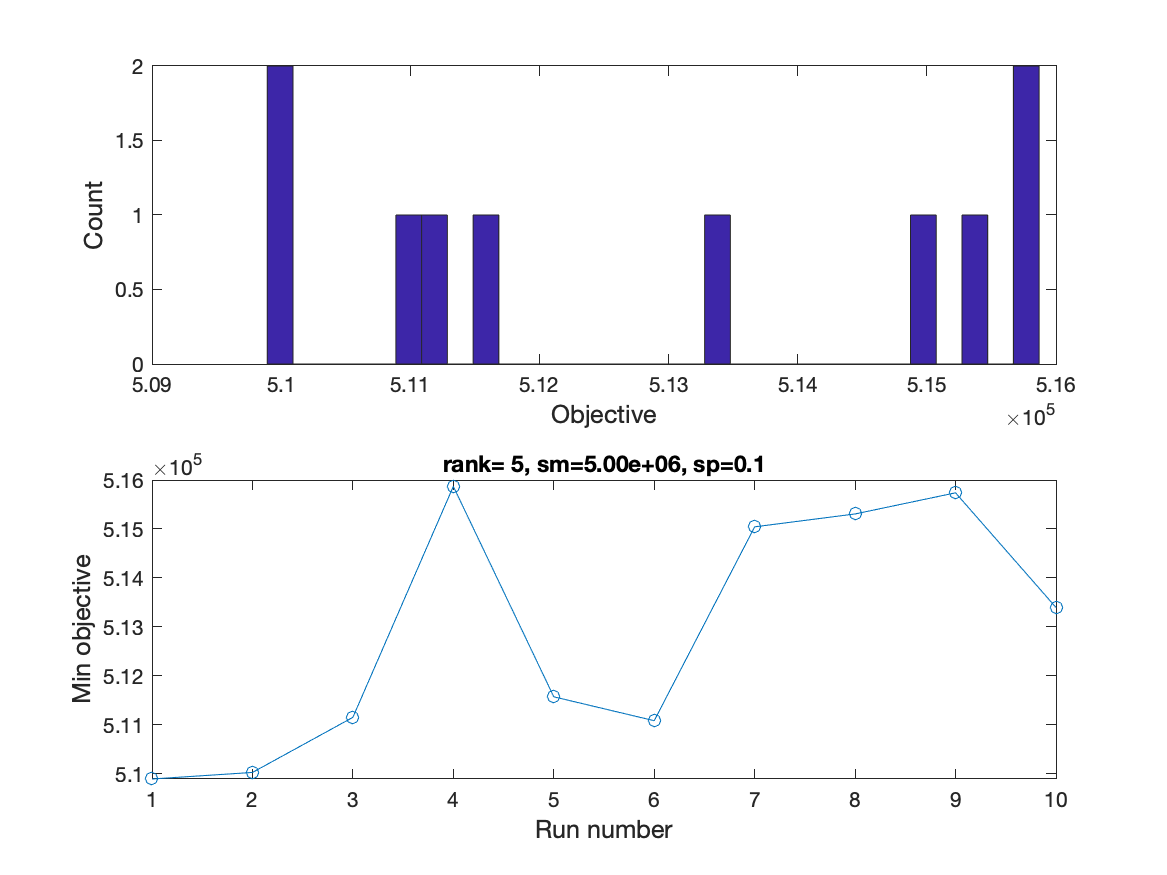 2
1.5
1
0.5
0
Count
5.09 5.1 5.11 5.12 5.13 5.14 5.15 5.16
Objective
×10⁵
×10⁵
rank= 5, sm=5.00e+06, sp=0.1
5.16
5.15
5.14
5.13
5.12
5.11
5.1
Min objective
1 2 3 4 5 6 7 8 9 10
Run number